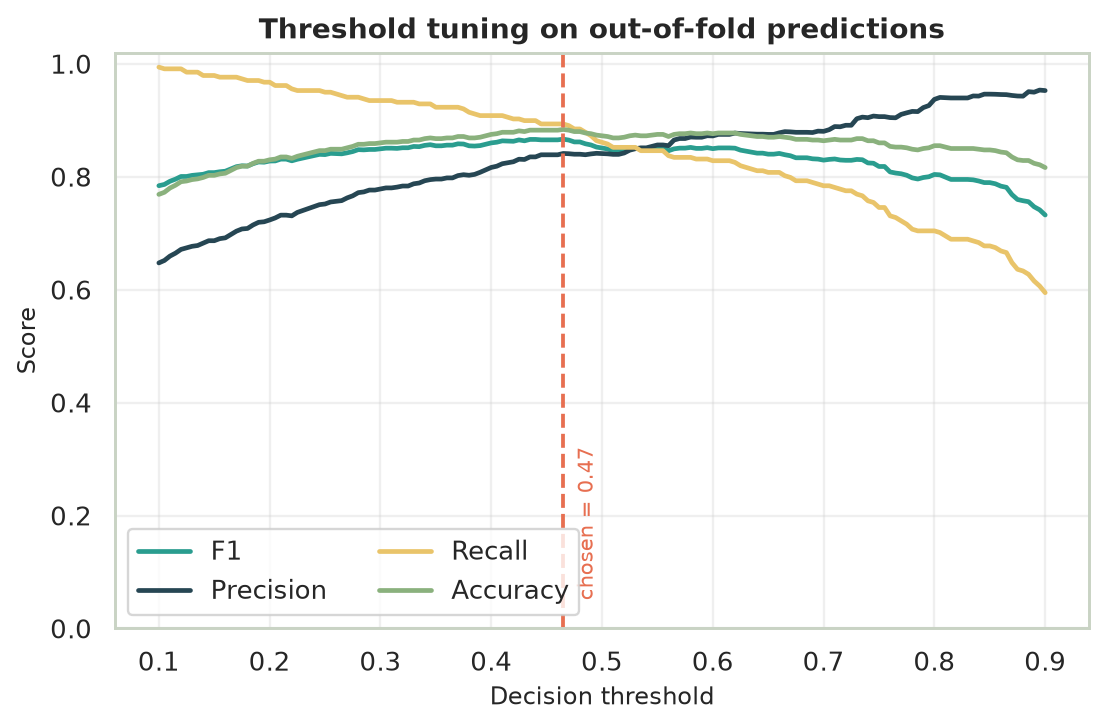 Threshold tuning on out-of-fold predictions
1.0
0.8
0.6
0.4
0.2
0.0
Score
chosen = 0.47
F1
Recall
Precision
Accuracy
0.1 0.2 0.3 0.4 0.5 0.6 0.7 0.8 0.9
Decision threshold